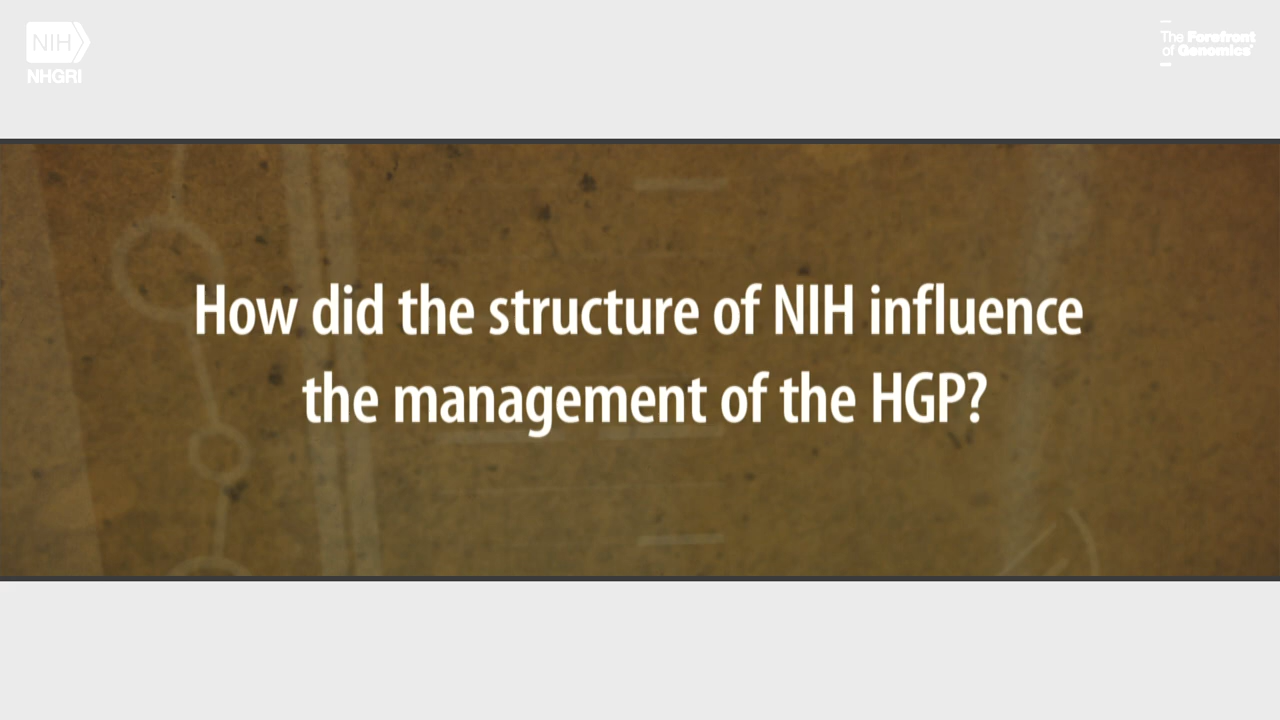 NIH
NHGRI
The Forefront
of Genomics®
How did the structure of NIH influence
the management of the HGP?